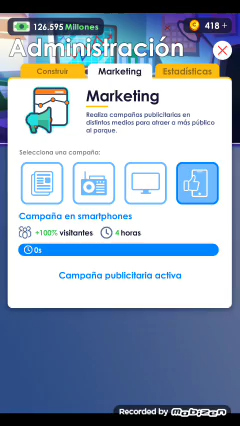 126.595 Millones
418 +
Administración
Construir
Marketing
Estadísticas
Marketing
Realiza campañas publicitarias en
distintos medios para atraer a más público
al parque.
Selecciona una campaña:
Campaña en smartphones
+100% visitantes
4 horas
0s
Campaña publicitaria activa
Recorded by mobizen